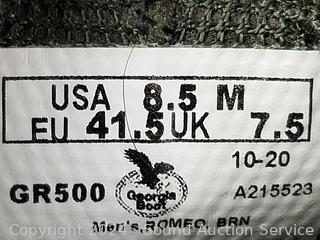 USA 8.5 M
EU 41.5 UK 7.5
10-20
GR500 Georgia Boot A215523
Men's ROMEO BRN
Copyright 2024 - Sound Auction Service